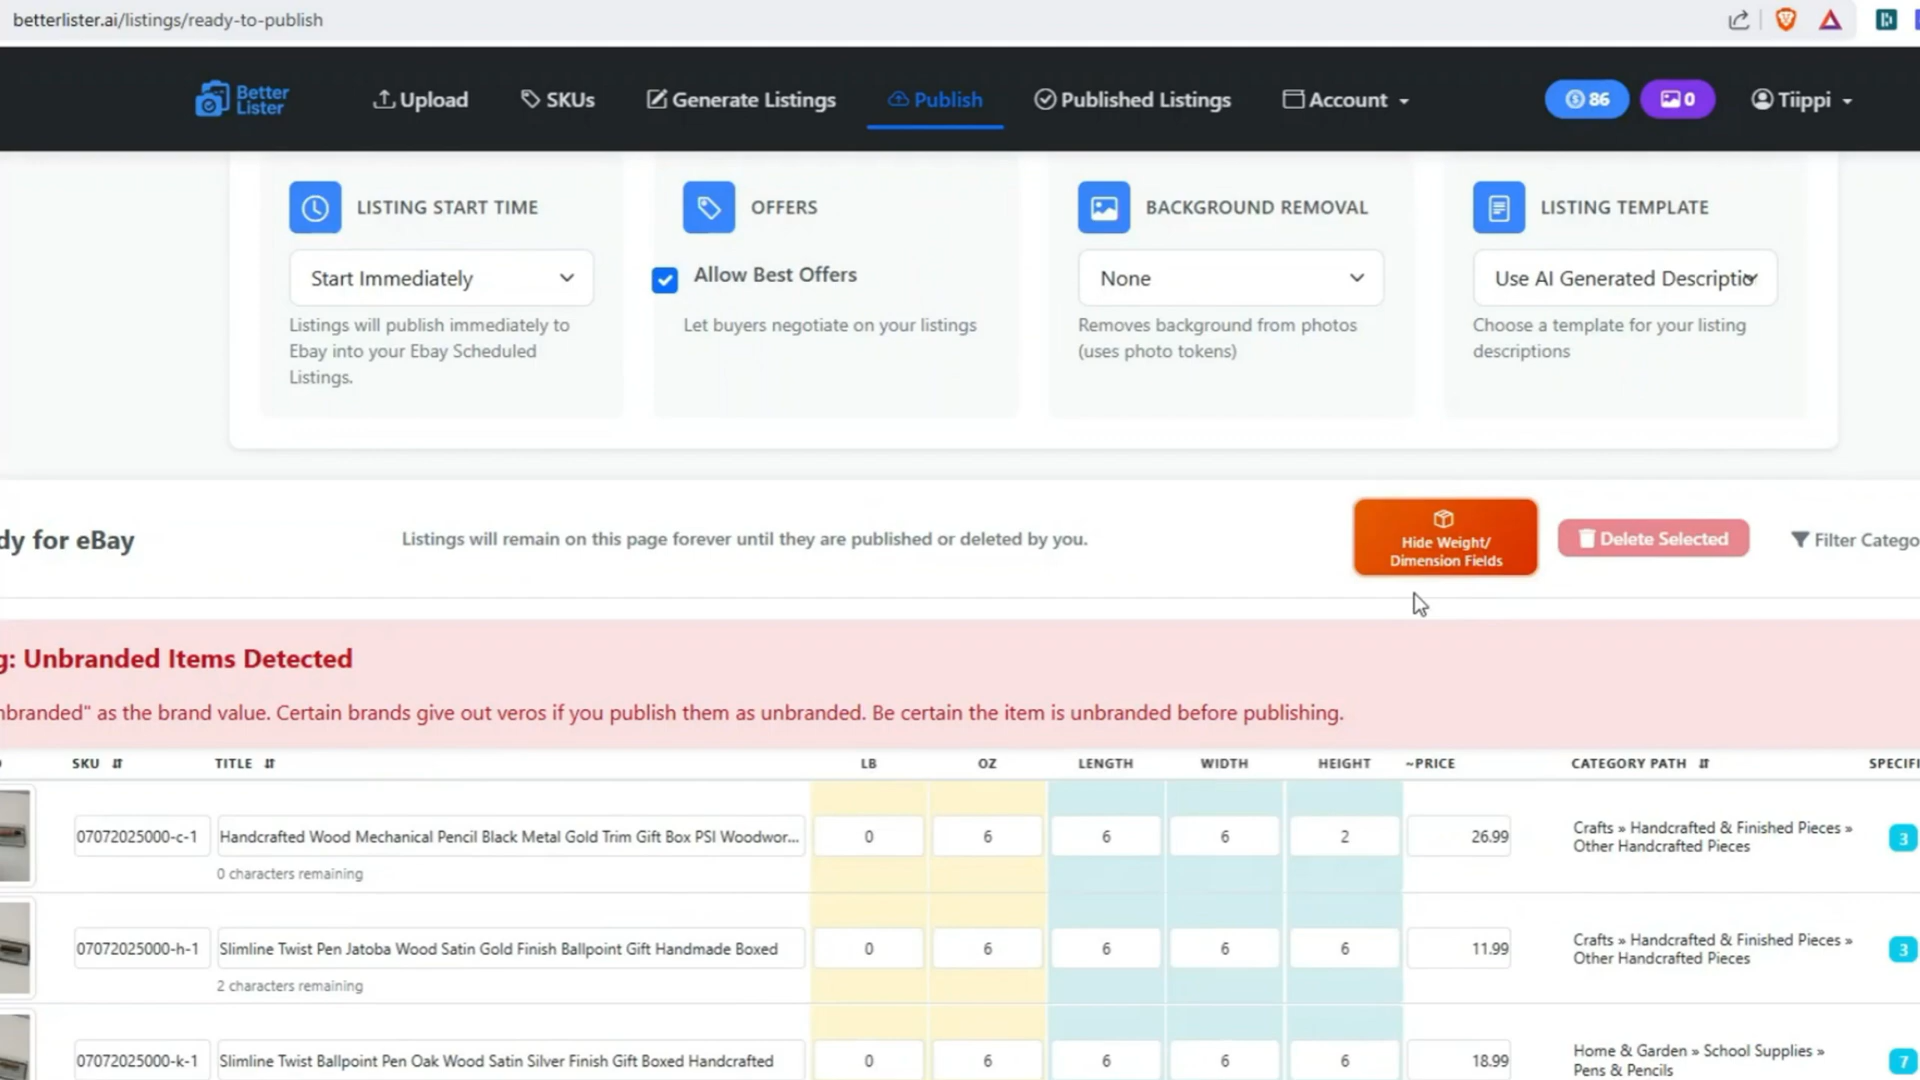 betterlister.ai/listings/ready-to-publish
Better Lister
Upload
SKUs
Generate Listings
Publish
Published Listings
Account
86
0
Tiippi
LISTING START TIME
Start Immediately
Listings will publish immediately to
Ebay into your Ebay Scheduled
Listings.
OFFERS
Allow Best Offers
Let buyers negotiate on your listings
BACKGROUND REMOVAL
None
Removes background from photos
(uses photo tokens)
LISTING TEMPLATE
Use AI Generated Descriptio
Choose a template for your listing
descriptions
dy for eBay
Listings will remain on this page forever until they are published or deleted by you.
Hide Weight/
Dimension Fields
Delete Selected
Filter Catego
g: Unbranded Items Detected
nbranded" as the brand value. Certain brands give out veros if you publish them as unbranded. Be certain the item is unbranded before publishing.
SKU TITLE LB OZ LENGTH WIDTH HEIGHT ~PRICE CATEGORY PATH SPECIFI
07072025000-c-1 Handcrafted Wood Mechanical Pencil Black Metal Gold Trim Gift Box PSI Woodwor... 0 6 6 6 2 26.99 Crafts » Handcrafted & Finished Pieces » 3
Other Handcrafted Pieces
0 characters remaining
07072025000-h-1 Slimline Twist Pen Jatoba Wood Satin Gold Finish Ballpoint Gift Handmade Boxed 0 6 6 6 6 11.99 Crafts » Handcrafted & Finished Pieces » 3
Other Handcrafted Pieces
2 characters remaining
07072025000-k-1 Slimline Twist Ballpoint Pen Oak Wood Satin Silver Finish Gift Boxed Handcrafted 0 6 6 6 6 18.99 Home & Garden » School Supplies » 7
Pens & Pencils